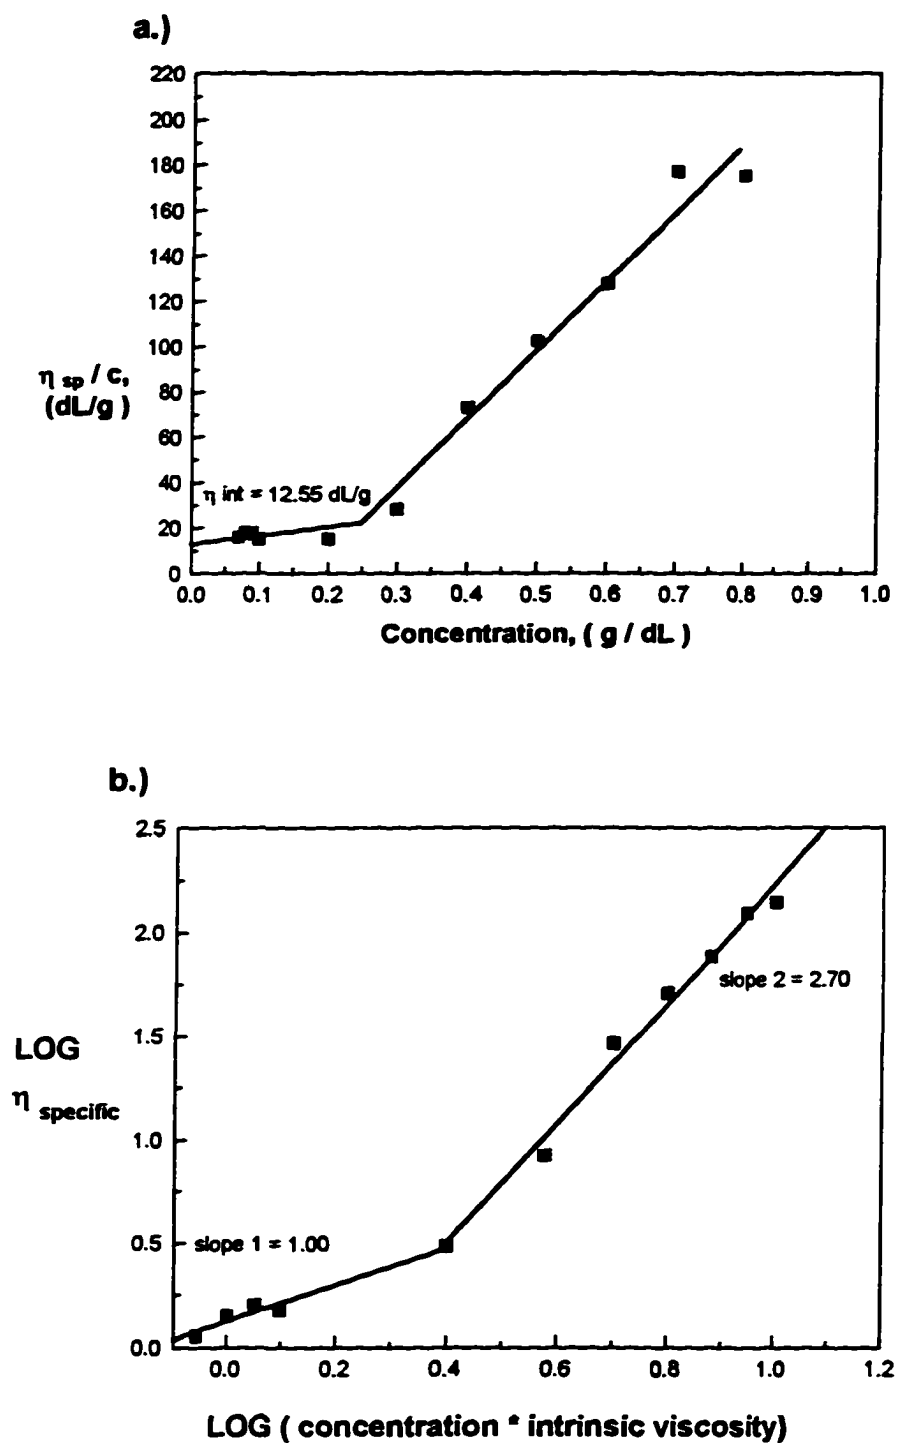 a.)
220
200
180
160
140
120
100
80
60
40
20
0
η sp / c,
(dL/g )
η int = 12.55 dL/g
0.0 0.1 0.2 0.3 0.4 0.5 0.6 0.7 0.8 0.9 1.0
Concentration, ( g / dL )
b.)
2.5
2.0
1.5
1.0
0.5
0.0
LOG
η specific
slope 2 = 2.70
slope 1 = 1.00
0.0 0.2 0.4 0.6 0.8 1.0 1.2
LOG ( concentration * intrinsic viscosity)